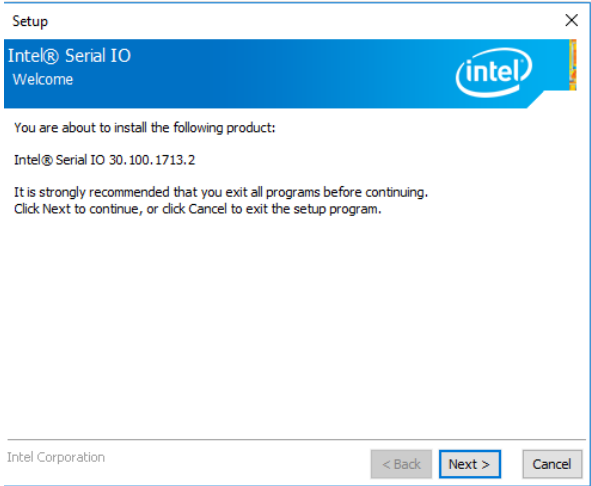 Setup
Intel® Serial IO
Welcome
intel
You are about to install the following product:
Intel® Serial IO 30.100.1713.2
It is strongly recommended that you exit all programs before continuing.
Click Next to continue, or click Cancel to exit the setup program.
Intel Corporation
< Back Next > Cancel